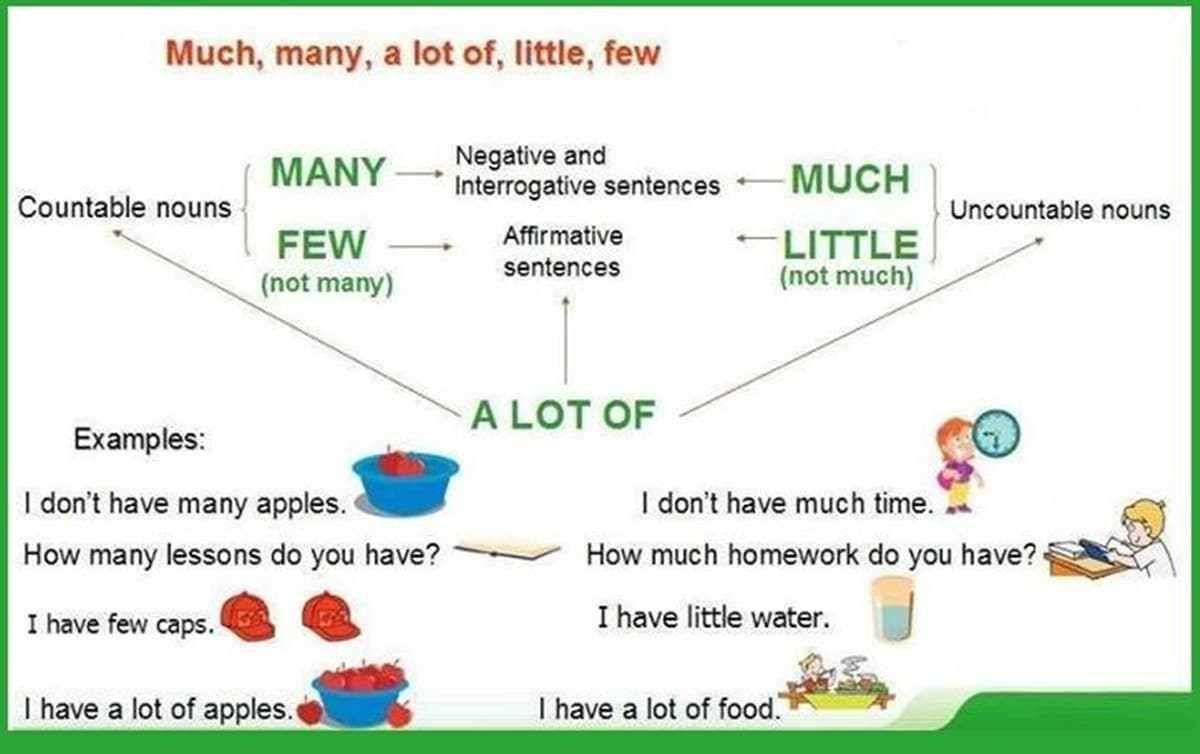 Much, many, a lot of, little, few
Countable nouns
MANY
FEW
(not many)
Negative and
Interrogative sentences
Affirmative
sentences
MUCH
LITTLE
(not much)
Uncountable nouns
A LOT OF
Examples:
I don't have many apples.
I don't have much time.
How many lessons do you have?
How much homework do you have?
I have few caps.
I have little water.
I have a lot of apples.
I have a lot of food.